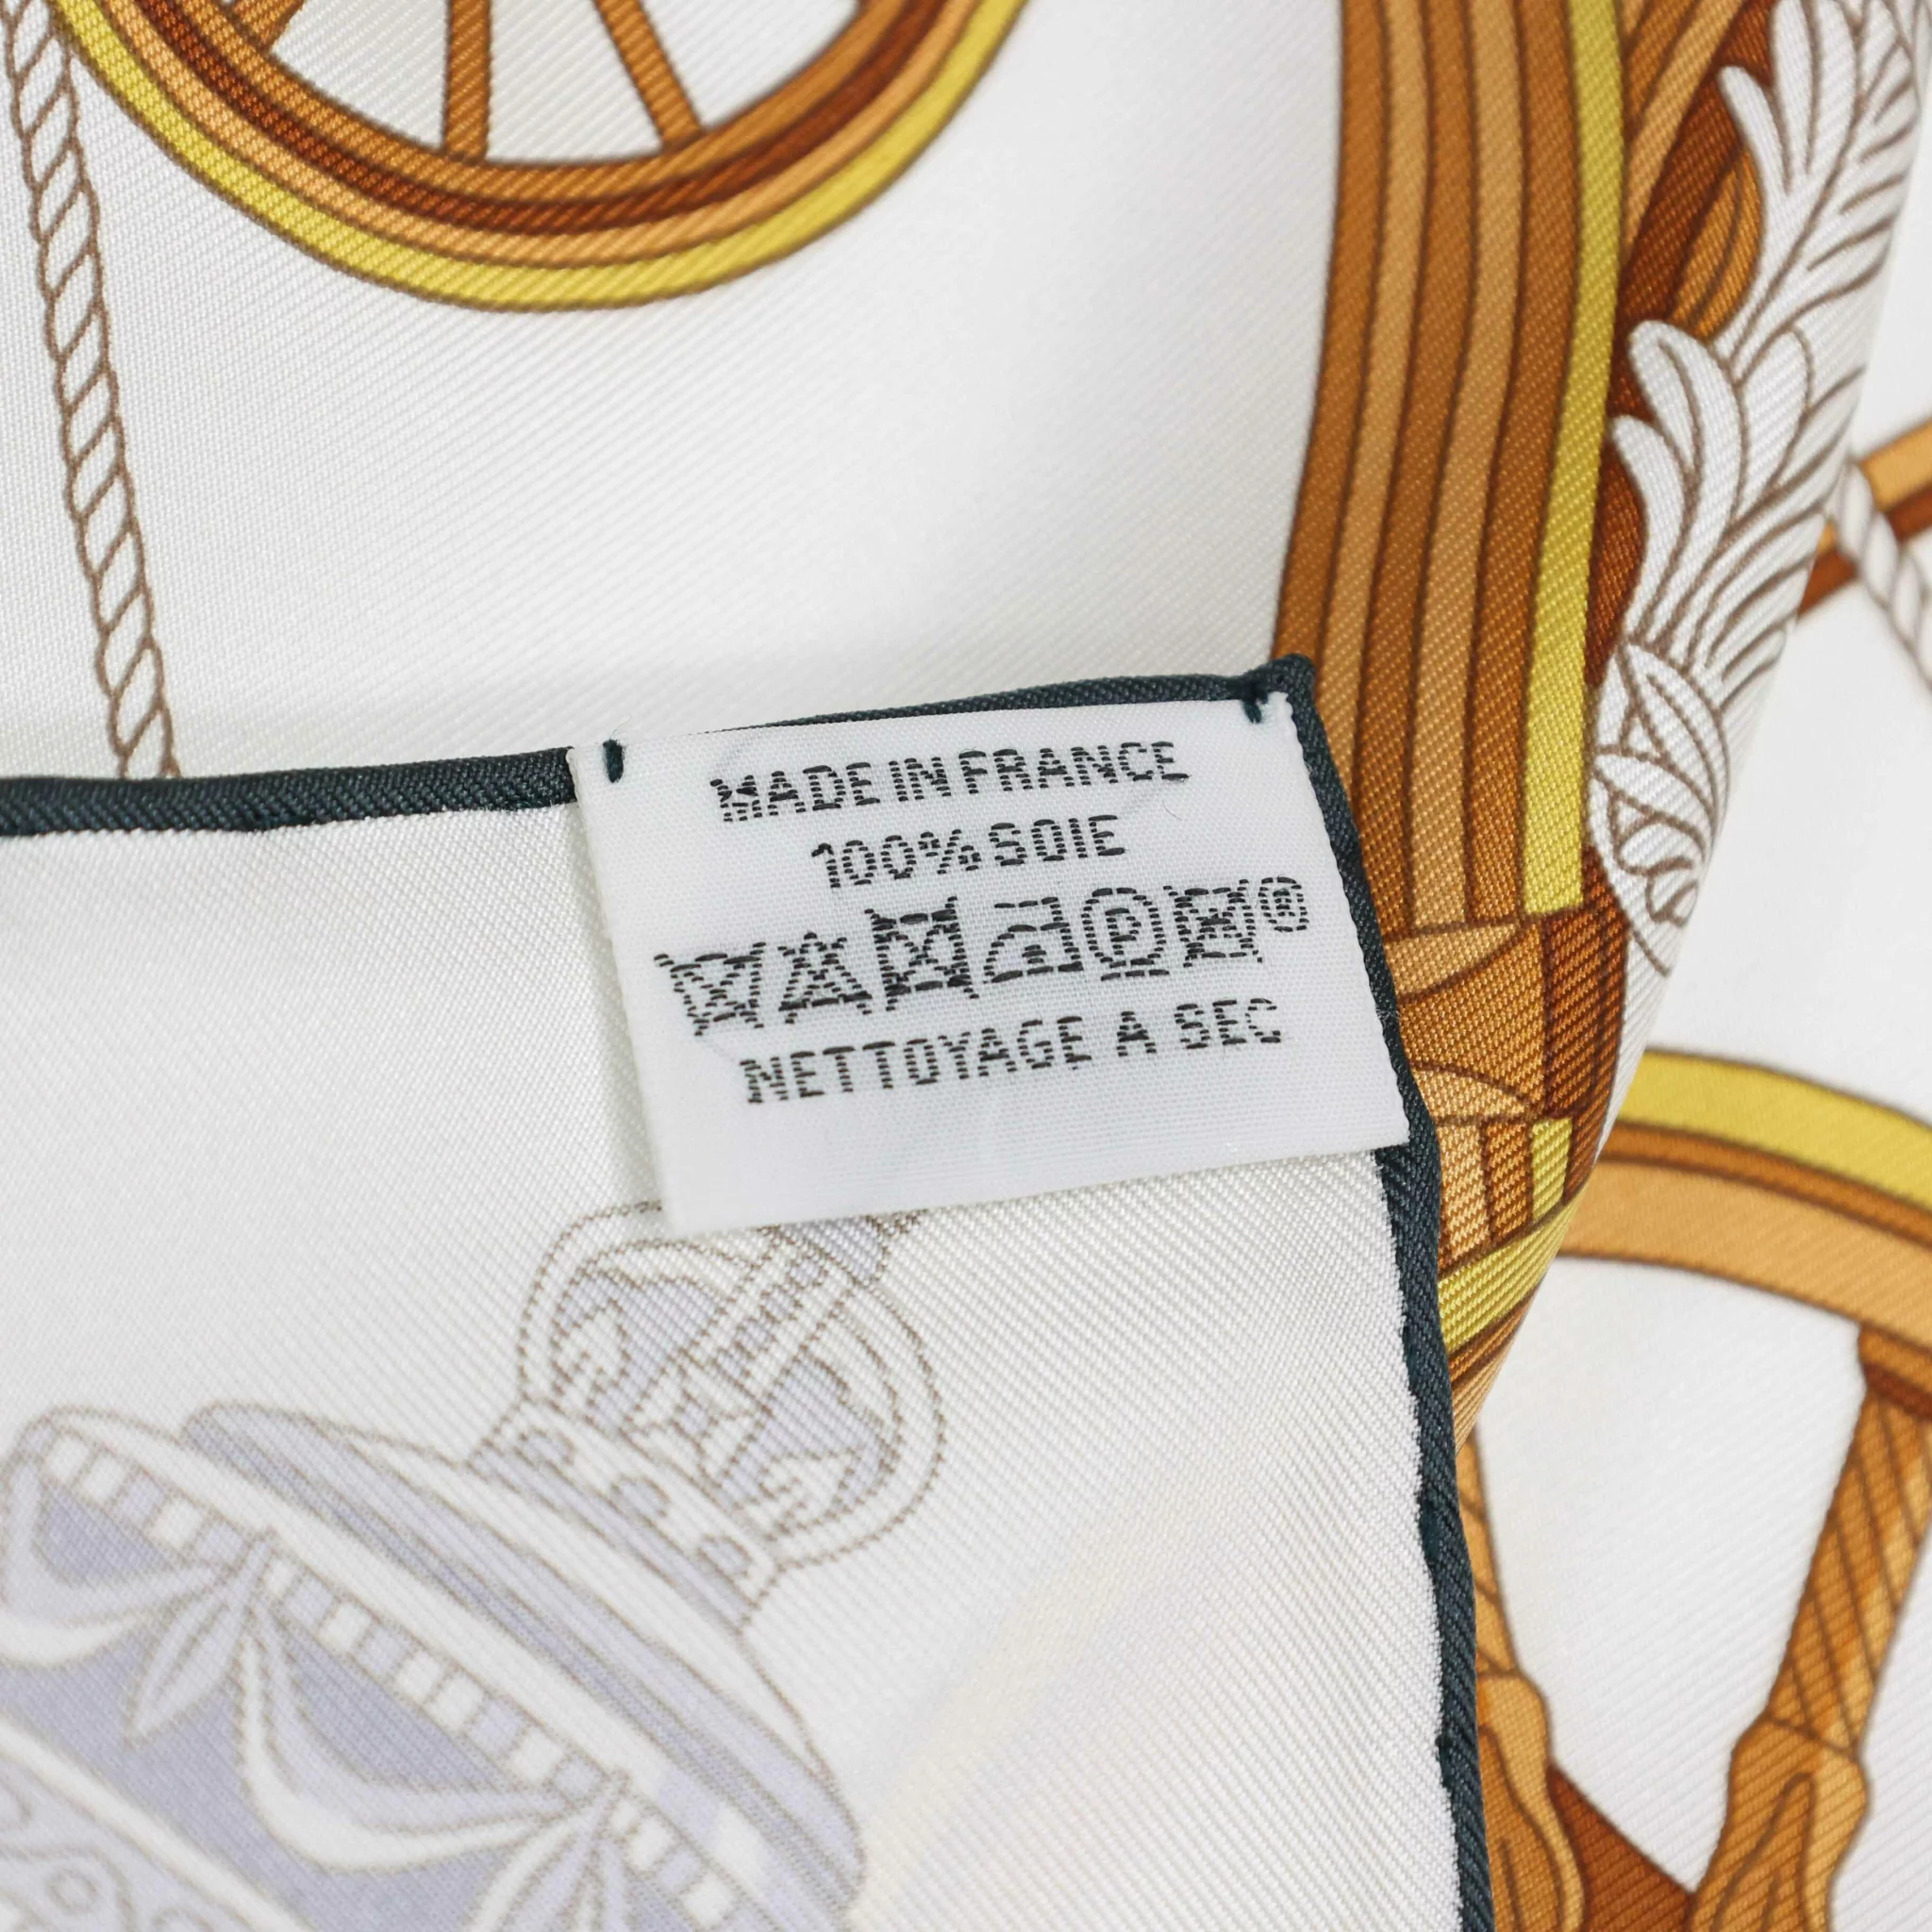 MADE IN FRANCE
100% SOIE
P ®
NETTOYAGE A SEC